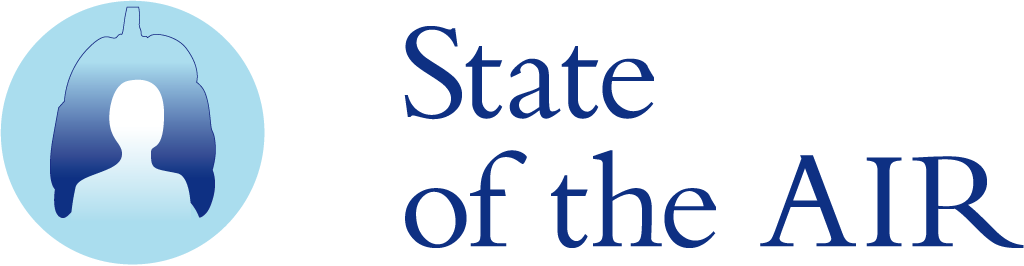 State
of the AIR